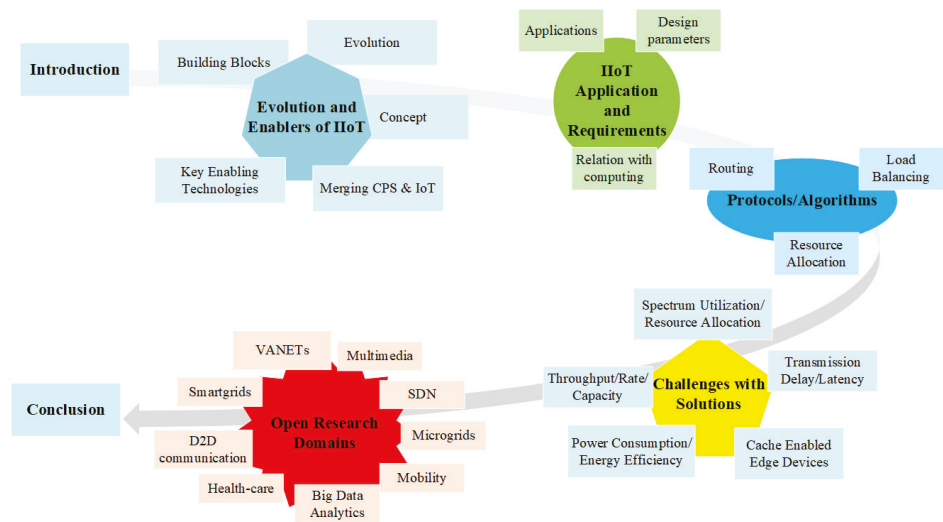 Introduction
Building Blocks
Evolution
Evolution and
Enablers of IIoT
Concept
Key Enabling
Technologies
Merging CPS & IoT
Applications
Design
parameters
IIoT
Application
and
Requirements
Relation with
computing
Routing
Load
Balancing
Protocols/Algorithms
Resource
Allocation
Spectrum Utilization/
Resource Allocation
Transmission
Delay/Latency
Throughput/Rate/
Capacity
Challenges with
Solutions
Power Consumption/
Energy Efficiency
Cache Enabled
Edge Devices
VANETs
Multimedia
Smartgrids
SDN
Open Research
Domains
Microgrids
D2D
communication
Mobility
Health-care
Big Data
Analytics
Conclusion